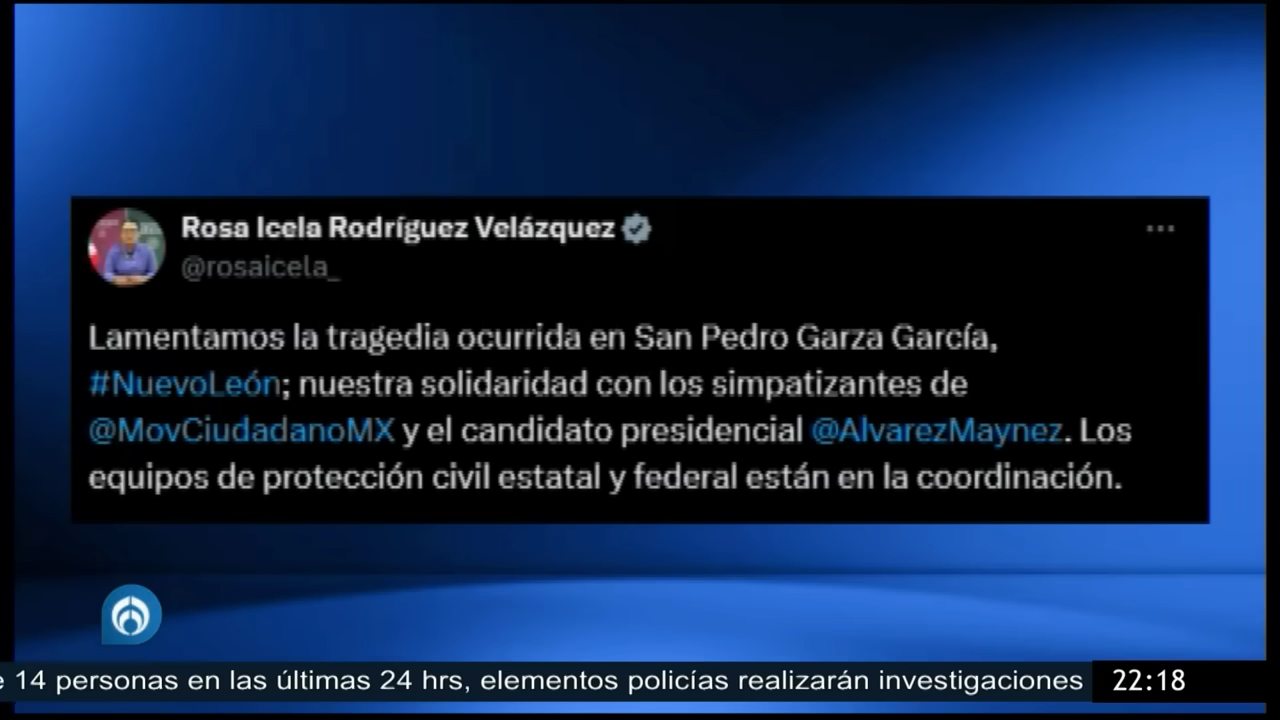 Rosa Icela Rodríguez Velázquez
@rosaicela_
Lamentamos la tragedia ocurrida en San Pedro Garza García,
#NuevoLeón; nuestra solidaridad con los simpatizantes de
@MovCiudadanoMX y el candidato presidencial @AlvarezMaynez. Los
equipos de protección civil estatal y federal están en la coordinación.
14 personas en las últimas 24 hrs, elementos policías realizarán investigaciones
22:18